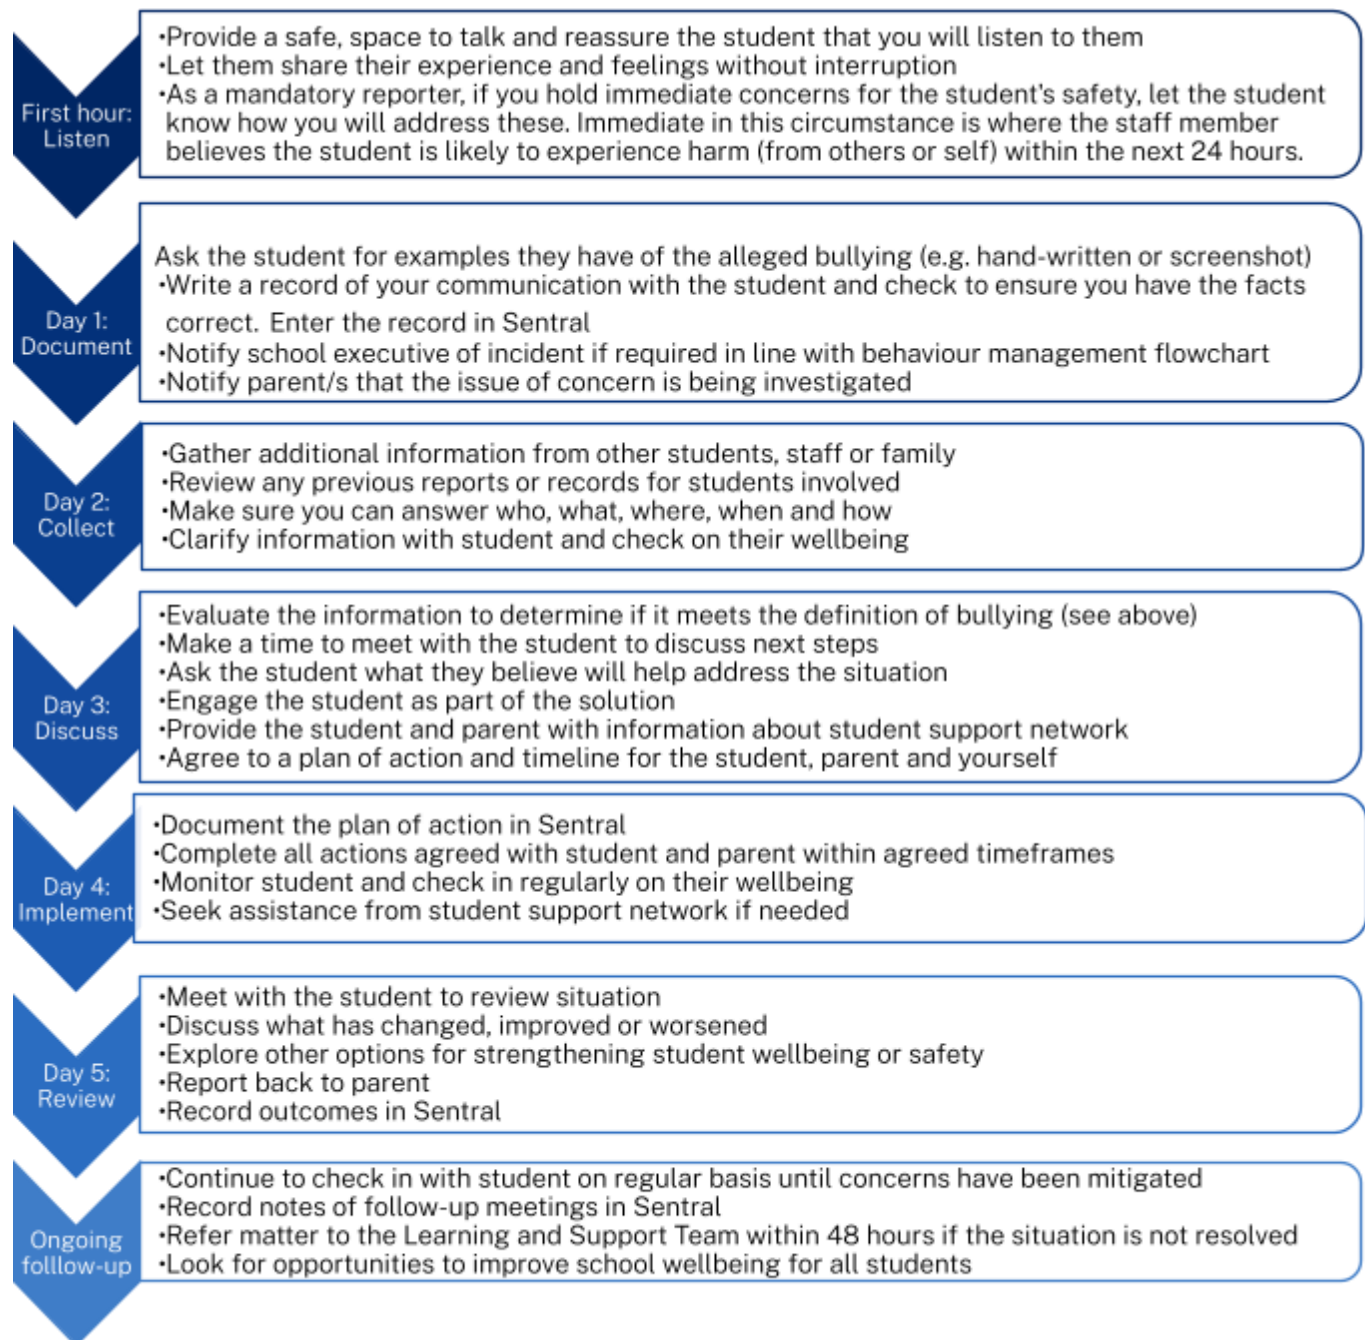 First hour:
Listen
•Provide a safe, space to talk and reassure the student that you will listen to them
•Let them share their experience and feelings without interruption
•As a mandatory reporter, if you hold immediate concerns for the student's safety, let the student
know how you will address these. Immediate in this circumstance is where the staff member
believes the student is likely to experience harm (from others or self) within the next 24 hours.
Day 1:
Document
Ask the student for examples they have of the alleged bullying (e.g. hand-written or screenshot)
•Write a record of your communication with the student and check to ensure you have the facts
correct. Enter the record in Sentral
•Notify school executive of incident if required in line with behaviour management flowchart
•Notify parent/s that the issue of concern is being investigated
Day 2:
Collect
•Gather additional information from other students, staff or family
•Review any previous reports or records for students involved
•Make sure you can answer who, what, where, when and how
•Clarify information with student and check on their wellbeing
Day 3:
Discuss
•Evaluate the information to determine if it meets the definition of bullying (see above)
•Make a time to meet with the student to discuss next steps
•Ask the student what they believe will help address the situation
•Engage the student as part of the solution
•Provide the student and parent with information about student support network
•Agree to a plan of action and timeline for the student, parent and yourself
Day 4:
Implement
•Document the plan of action in Sentral
•Complete all actions agreed with student and parent within agreed timeframes
•Monitor student and check in regularly on their wellbeing
•Seek assistance from student support network if needed
Day 5:
Review
•Meet with the student to review situation
•Discuss what has changed, improved or worsened
•Explore other options for strengthening student wellbeing or safety
•Report back to parent
•Record outcomes in Sentral
Ongoing
folllow-up
•Continue to check in with student on regular basis until concerns have been mitigated
•Record notes of follow-up meetings in Sentral
•Refer matter to the Learning and Support Team within 48 hours if the situation is not resolved
•Look for opportunities to improve school wellbeing for all students